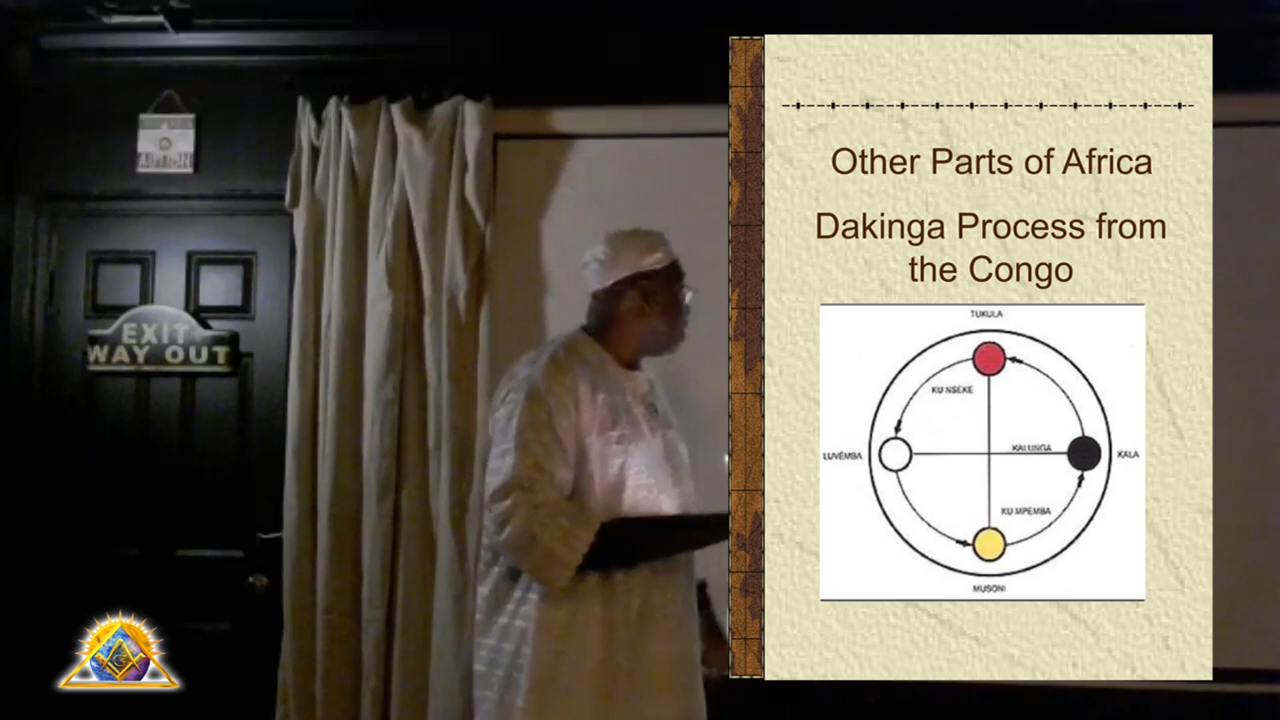 EXIT
WAY OUT
Other Parts of Africa
Dakinga Process from
the Congo
TUKULA
KU NSEKE
LUVÈMBA
KALUNGA
KALA
KU MPEMBA
MUSONI
G